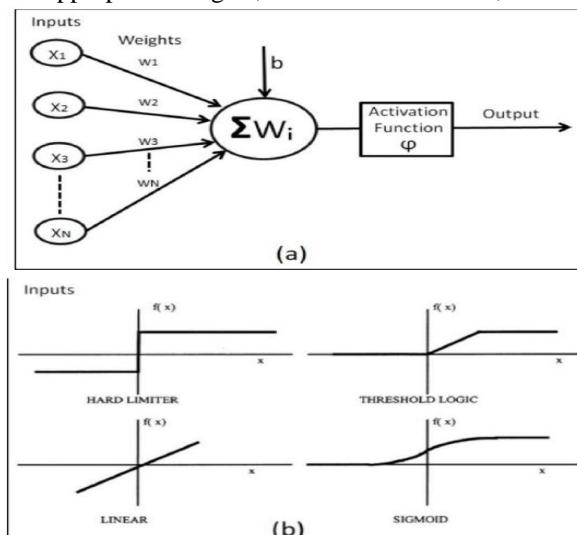 Inputs
Weights
X1
W1
b
X2
W2
Activation
Function
φ
Output
X3
W3
ΣWi
WN
XN
(a)
Inputs
f( x)
f( x)
x
x
HARD LIMITER
THRESHOLD LOGIC
f( x)
f( x)
x
x
LINEAR
SIGMOID
(b)